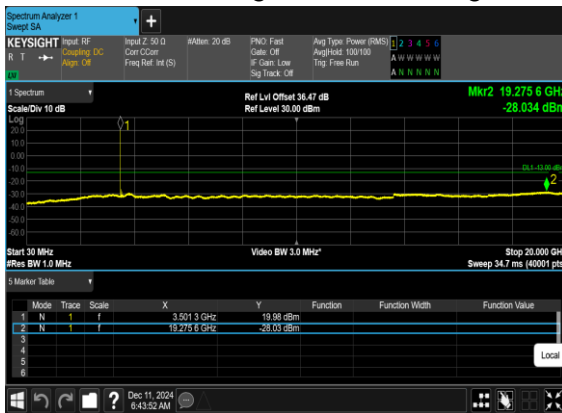 Spectrum Analyzer 1
Swept SA
KEYSIGHT Input: RF Input Z: 50 Ω #Atten: 20 dB PNO: Fast Avg Type: Power (RMS) 1 2 3 4 5 6
R T Coupling: DC Corr CCorr Gate: Off Avg|Hold: 100/100 A W W W W W
Align: Off Freq Ref: Int (S) IF Gain: Low Trig: Free Run
Sig Track: Off A N N N N N
1 Spectrum Ref Lvl Offset 36.47 dB Mkr2 19.275 6 GHz
Scale/Div 10 dB Ref Level 30.00 dBm -28.034 dBm
Log
20.0
10.0
0.00
-10.0
-20.0
-30.0
-40.0
-50.0
-60.0
1
DL1 -13.00 dB
2
Start 30 MHz Video BW 3.0 MHz* Stop 20.000 GH
#Res BW 1.0 MHz Sweep 34.7 ms (40001 pts
5 Marker Table
Mode Trace Scale X Y Function Function Width Function Value
1 N 1 f 3.501 3 GHz 19.98 dBm
2 N 1 f 19.275 6 GHz -28.03 dBm
3
4
5
6
Local
? Dec 11, 2024
6:43:52 AM